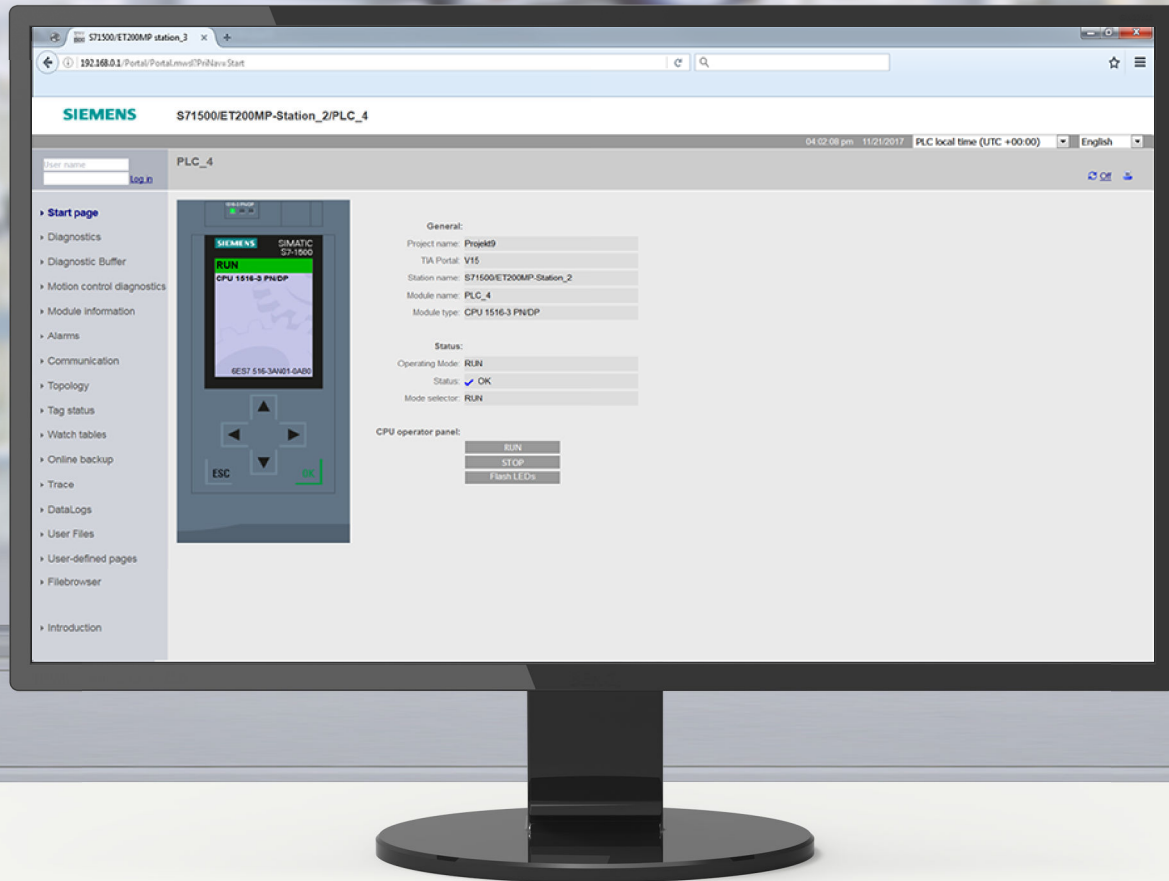 S71500/ET200MP station_3 × +
192.168.0.1/Portal/Portal.mwsl?PriNav=Start
SIEMENS S71500/ET200MP-Station_2/PLC_4
04:02:08 pm 11/21/2017 PLC local time (UTC +00:00) English
User name
Log in
PLC_4
Off
Start page
Diagnostics
Diagnostic Buffer
Motion control diagnostics
Module information
Alarms
Communication
Topology
Tag status
Watch tables
Online backup
Trace
DataLogs
User Files
User-defined pages
Filebrowser
Introduction
SIEMENS SIMATIC
S7-1500
RUN
CPU 1516-3 PN/DP
6ES7 516-3AN01-0AB0
ESC OK
General:
Project name: Projekt9
TIA Portal: V15
Station name: S71500/ET200MP-Station_2
Module name: PLC_4
Module type: CPU 1516-3 PN/DP
Status:
Operating Mode: RUN
Status: OK
Mode selector: RUN
CPU operator panel:
RUN
STOP
Flash LEDs